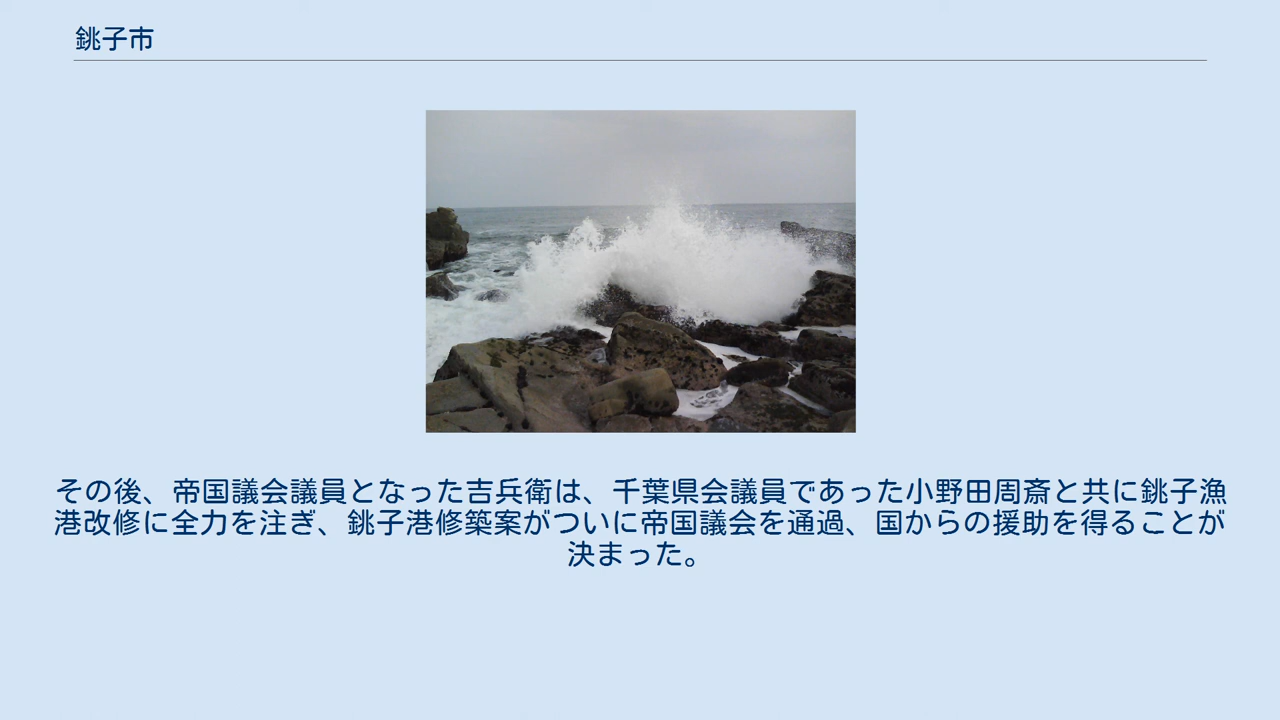 銚子市
その後、帝国議会議員となった吉兵衛は、千葉県会議員であった小野田周斎と共に銚子漁
港改修に全力を注ぎ、銚子港修築案がついに帝国議会を通過、国からの援助を得ることが
決まった。